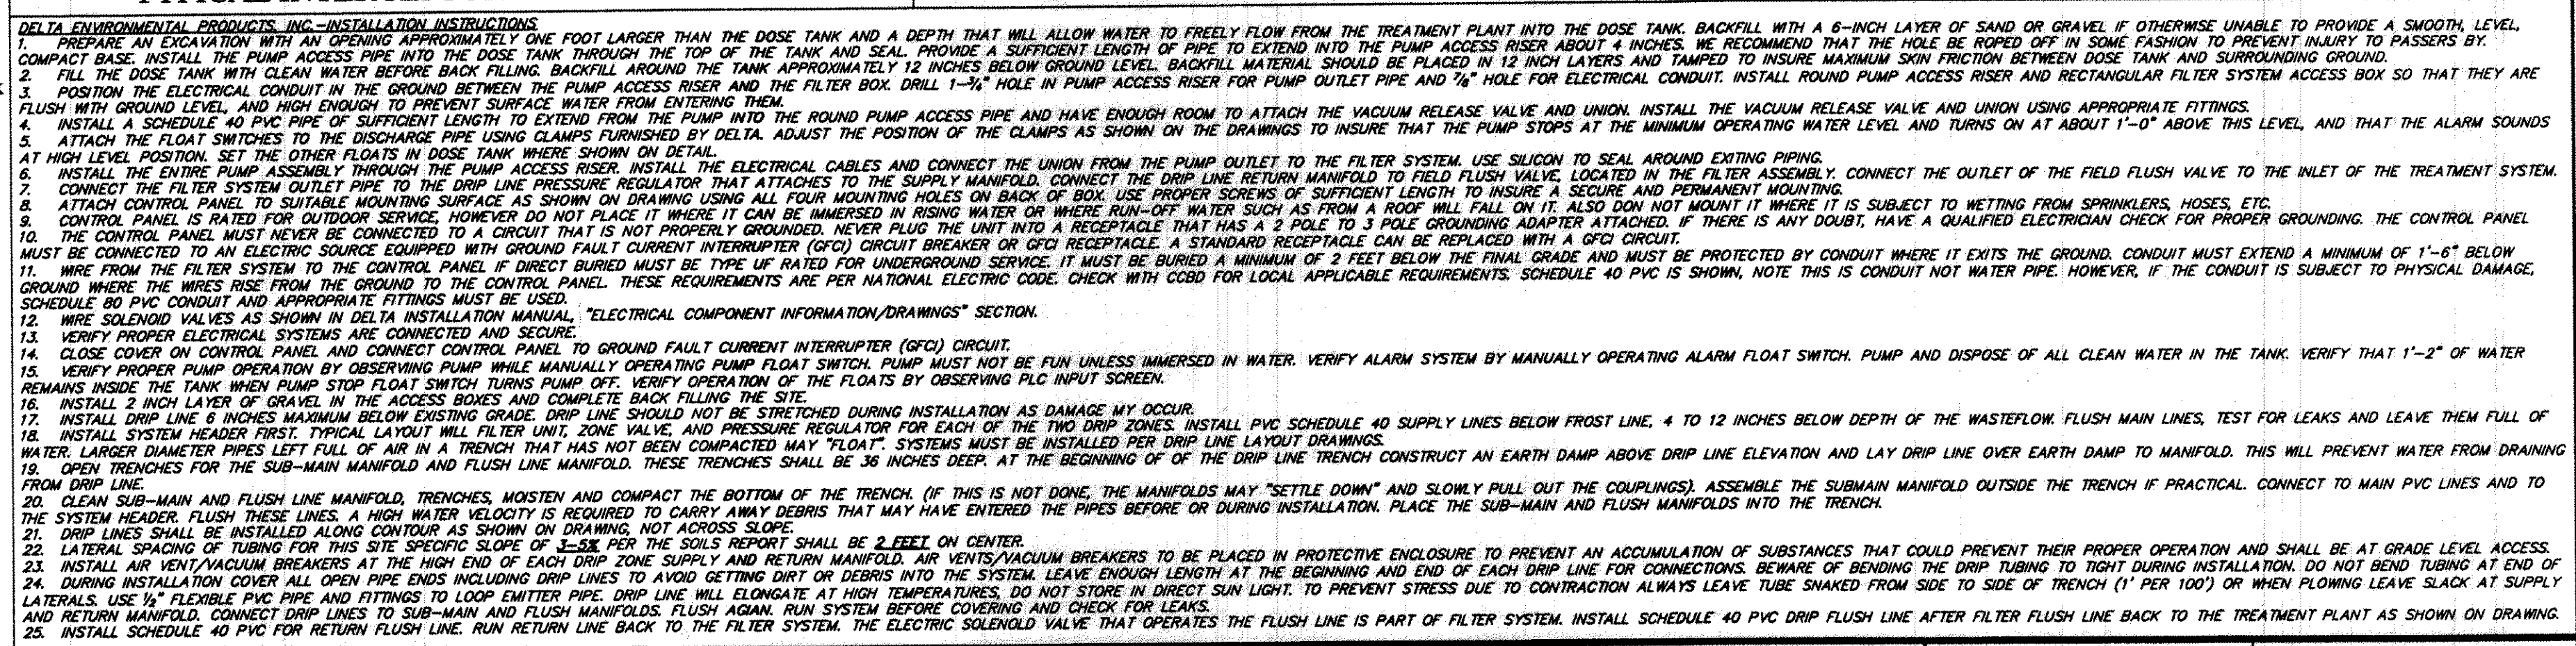 DELTA ENVIRONMENTAL PRODUCTS, INC.-INSTALLATION INSTRUCTIONS
1. PREPARE AN EXCAVATION WITH AN OPENING APPROXIMATELY ONE FOOT LARGER THAN THE DOSE TANK AND A DEPTH THAT WILL ALLOW WATER TO FREELY FLOW FROM THE TREATMENT PLANT INTO THE DOSE TANK. BACKFILL WITH A 6-INCH LAYER OF SAND OR GRAVEL IF OTHERWISE UNABLE TO PROVIDE A SMOOTH, LEVEL,
COMPACT BASE. INSTALL THE PUMP ACCESS PIPE INTO THE DOSE TANK THROUGH THE TOP OF THE TANK AND SEAL. PROVIDE A SUFFICIENT LENGTH OF PIPE TO EXTEND INTO THE PUMP ACCESS RISER ABOUT 4 INCHES. WE RECOMMEND THAT THE HOLE BE ROPED OFF IN SOME FASHION TO PREVENT INJURY TO PASSERS BY.
2. FILL THE DOSE TANK WITH CLEAN WATER BEFORE BACK FILLING. BACKFILL AROUND THE TANK APPROXIMATELY 12 INCHES BELOW GROUND LEVEL. BACKFILL MATERIAL SHOULD BE PLACED IN 12 INCH LAYERS AND TAMPED TO INSURE MAXIMUM SKIN FRICTION BETWEEN DOSE TANK AND SURROUNDING GROUND.
3. POSITION THE ELECTRICAL CONDUIT IN THE GROUND BETWEEN THE PUMP ACCESS RISER AND THE FILTER BOX. DRILL 1-3/4" HOLE IN PUMP ACCESS RISER FOR PUMP OUTLET PIPE AND 7/8" HOLE FOR ELECTRICAL CONDUIT. INSTALL ROUND PUMP ACCESS RISER AND RECTANGULAR FILTER SYSTEM ACCESS BOX SO THAT THEY ARE
FLUSH WITH GROUND LEVEL, AND HIGH ENOUGH TO PREVENT SURFACE WATER FROM ENTERING THEM.
4. INSTALL A SCHEDULE 40 PVC PIPE OF SUFFICIENT LENGTH TO EXTEND FROM THE PUMP INTO THE ROUND PUMP ACCESS PIPE AND HAVE ENOUGH ROOM TO ATTACH THE VACUUM RELEASE VALVE AND UNION. INSTALL THE VACUUM RELEASE VALVE AND UNION USING APPROPRIATE FITTINGS.
5. ATTACH THE FLOAT SWITCHES TO THE DISCHARGE PIPE USING CLAMPS FURNISHED BY DELTA. ADJUST THE POSITION OF THE CLAMPS AS SHOWN ON THE DRAWINGS TO INSURE THAT THE PUMP STOPS AT THE MINIMUM OPERATING WATER LEVEL AND TURNS ON AT ABOUT 1'-0" ABOVE THIS LEVEL, AND THAT THE ALARM SOUNDS
AT HIGH LEVEL POSITION. SET THE OTHER FLOATS IN DOSE TANK WHERE SHOWN ON DETAIL.
6. INSTALL THE ENTIRE PUMP ASSEMBLY THROUGH THE PUMP ACCESS RISER. INSTALL THE ELECTRICAL CABLES AND CONNECT THE UNION FROM THE PUMP OUTLET TO THE FILTER SYSTEM. USE SILICON TO SEAL AROUND EXITING PIPING.
7. CONNECT THE FILTER SYSTEM OUTLET PIPE TO THE DRIP LINE PRESSURE REGULATOR THAT ATTACHES TO THE SUPPLY MANIFOLD. CONNECT THE DRIP LINE RETURN MANIFOLD TO FIELD FLUSH VALVE, LOCATED IN THE FILTER ASSEMBLY. CONNECT THE OUTLET OF THE FIELD FLUSH VALVE TO THE INLET OF THE TREATMENT SYSTEM.
8. ATTACH CONTROL PANEL TO SUITABLE MOUNTING SURFACE AS SHOWN ON DRAWING USING ALL FOUR MOUNTING HOLES ON BACK OF BOX. USE PROPER SCREWS OF SUFFICIENT LENGTH TO INSURE A SECURE AND PERMANENT MOUNTING.
9. CONTROL PANEL IS RATED FOR OUTDOOR SERVICE, HOWEVER DO NOT PLACE IT WHERE IT CAN BE IMMERSED IN RISING WATER OR WHERE RUN-OFF WATER SUCH AS FROM A ROOF WILL FALL ON IT. ALSO DON NOT MOUNT IT WHERE IT IS SUBJECT TO WETTING FROM SPRINKLERS, HOSES, ETC.
10. THE CONTROL PANEL MUST NEVER BE CONNECTED TO A CIRCUIT THAT IS NOT PROPERLY GROUNDED. NEVER PLUG THE UNIT INTO A RECEPTACLE THAT HAS A 2 POLE TO 3 POLE GROUNDING ADAPTER ATTACHED. IF THERE IS ANY DOUBT, HAVE A QUALIFIED ELECTRICIAN CHECK FOR PROPER GROUNDING. THE CONTROL PANEL
MUST BE CONNECTED TO AN ELECTRIC SOURCE EQUIPPED WITH GROUND FAULT CURRENT INTERRUPTER (GFCI) CIRCUIT BREAKER OR GFCI RECEPTACLE. A STANDARD RECEPTACLE CAN BE REPLACED WITH A GFCI CIRCUIT.
11. WIRE FROM THE FILTER SYSTEM TO THE CONTROL PANEL IF DIRECT BURIED MUST BE TYPE UF RATED FOR UNDERGROUND SERVICE. IT MUST BE BURIED A MINIMUM OF 2 FEET BELOW THE FINAL GRADE AND MUST BE PROTECTED BY CONDUIT WHERE IT EXITS THE GROUND. CONDUIT MUST EXTEND A MINIMUM OF 1'-6" BELOW
GROUND WHERE THE WIRES RISE FROM THE GROUND TO THE CONTROL PANEL. THESE REQUIREMENTS ARE PER NATIONAL ELECTRIC CODE. CHECK WITH CCBD FOR LOCAL APPLICABLE REQUIREMENTS. SCHEDULE 40 PVC IS SHOWN, NOTE THIS IS CONDUIT NOT WATER PIPE. HOWEVER, IF THE CONDUIT IS SUBJECT TO PHYSICAL DAMAGE,
SCHEDULE 80 PVC CONDUIT AND APPROPRIATE FITTINGS MUST BE USED.
12. WIRE SOLENOID VALVES AS SHOWN IN DELTA INSTALLATION MANUAL, "ELECTRICAL COMPONENT INFORMATION/DRAWINGS" SECTION.
13. VERIFY PROPER ELECTRICAL SYSTEMS ARE CONNECTED AND SECURE.
14. CLOSE COVER ON CONTROL PANEL AND CONNECT CONTROL PANEL TO GROUND FAULT CURRENT INTERRUPTER (GFCI) CIRCUIT.
15. VERIFY PROPER PUMP OPERATION BY OBSERVIING PUMP WHILE MANUALLY OPERATING PUMP FLOAT SWITCH. PUMP MUST NOT BE FUN UNLESS IMMERSED IN WATER. VERIFY ALARM SYSTEM BY MANUALLY OPERATING ALARM FLOAT SWITCH. PUMP AND DISPOSE OF ALL CLEAN WATER IN THE TANK. VERIFY THAT 1'-2" OF WATER
REMAINS INSIDE THE TANK WHEN PUMP STOP FLOAT SWITCH TURNS PUMP OFF. VERIFY OPERATION OF THE FLOATS BY OBSERVING PLC INPUT SCREEN.
16. INSTALL 2 INCH LAYER OF GRAVEL IN THE ACCESS BOXES AND COMPLETE BACK FILLING THE SITE.
17. INSTALL DRIP LINE 6 INCHES MAXIMUM BELOW EXISTING GRADE. DRIP LINE SHOULD NOT BE STRETCHED DURING INSTALLATION AS DAMAGE MY OCCUR.
18. INSTALL SYSTEM HEADER FIRST. TYPICAL LAYOUT WILL FILTER UNIT, ZONE VALVE, AND PRESSURE REGULATOR FOR EACH OF THE TWO DRIP ZONES. INSTALL PVC SCHEDULE 40 SUPPLY LINES BELOW FROST LINE, 4 TO 12 INCHES BELOW DEPTH OF THE WASTEFLOW. FLUSH MAIN LINES, TEST FOR LEAKS AND LEAVE THEM FULL OF
WATER. LARGER DIAMETER PIPES LEFT FULL OF AIR IN A TRENCH THAT HAS NOT BEEN COMPACTED MAY "FLOAT". SYSTEMS MUST BE INSTALLED PER DRIP LINE LAYOUT DRAWINGS.
19. OPEN TRENCHES FOR THE SUB-MAIN MANIFOLD AND FLUSH LINE MANIFOLD. THESE TRENCHES SHALL BE 36 INCHES DEEP. AT THE BEGINNING OF OF THE DRIP LINE TRENCH CONSTRUCT AN EARTH DAMP ABOVE DRIP LINE ELEVATION AND LAY DRIP LINE OVER EARTH DAMP TO MANIFOLD. THIS WILL PREVENT WATER FROM DRAINING
FROM DRIP LINE.
20. CLEAN SUB-MAIN AND FLUSH LINE MANIFOLD, TRENCHES, MOISTEN AND COMPACT THE BOTTOM OF THE TRENCH. (IF THIS IS NOT DONE, THE MANIFOLDS MAY "SETTLE DOWN" AND SLOWLY PULL OUT THE COUPLINGS). ASSEMBLE THE SUBMAIN MANIFOLD OUTSIDE THE TRENCH IF PRACTICAL. CONNECT TO MAIN PVC LINES AND TO
THE SYSTEM HEADER. FLUSH THESE LINES. A HIGH WATER VELOCITY IS REQUIRED TO CARRY AWAY DEBRIS THAT MAY HAVE ENTERED THE PIPES BEFORE OR DURING INSTALLATION. PLACE THE SUB-MAIN AND FLUSH MANIFOLDS INTO THE TRENCH.
21. DRIP LINES SHALL BE INSTALLED ALONG CONTOUR AS SHOWN ON DRAWING, NOT ACROSS SLOPE.
22. LATERAL SPACING OF TUBING FOR THIS SITE SPECIFIC SLOPE OF 3-5% PER THE SOILS REPORT SHALL BE 2 FEET ON CENTER.
23. INSTALL AIR VENT/VACUUM BREAKERS AT THE HIGH END OF EACH DRIP ZONE SUPPLY AND RETURN MANIFOLD. AIR VENTS/VACUUM BREAKERS TO BE PLACED IN PROTECTIVE ENCLOSURE TO PREVENT AN ACCUMULATION OF SUBSTANCES THAT COULD PREVENT THEIR PROPER OPERATION AND SHALL BE AT GRADE LEVEL ACCESS.
24. DURING INSTALLATION COVER ALL OPEN PIPE ENDS INCLUDING DRIP LINES TO AVOID GETTING DIRT OR DEBRIS INTO THE SYSTEM. LEAVE ENOUGH LENGTH AT THE BEGINNING AND END OF EACH DRIP LINE FOR CONNECTIONS. BEWARE OF BENDING THE DRIP TUBING TO TIGHT DURING INSTALLATION. DO NOT BEND TUBING AT END OF
LATERALS. USE 1/2" FLEXIBLE PVC PIPE AND FITTINGS TO LOOP EMITTER PIPE. DRIP LINE WILL ELONGATE AT HIGH TEMPERATURES, DO NOT STORE IN DIRECT SUN LIGHT. TO PREVENT STRESS DUE TO CONTRACTION ALWAYS LEAVE TUBE SNAKED FROM SIDE TO SIDE OF TRENCH (1' PER 100') OR WHEN PLOWING LEAVE SLACK AT SUPPLY
AND RETURN MANIFOLD. CONNECT DRIP LINES TO SUB-MAIN AND FLUSH MANIFOLDS. FLUSH AGIAN. RUN SYSTEM BEFORE COVERING AND CHECK FOR LEAKS.
25. INSTALL SCHEDULE 40 PVC FOR RETURN FLUSH LINE. RUN RETURN LINE BACK TO THE FILTER SYSTEM. THE ELECTRIC SOLENOLD VALVE THAT OPERATES THE FLUSH LINE IS PART OF FILTER SYSTEM. INSTALL SCHEDULE 40 PVC DRIP FLUSH LINE AFTER FILTER FLUSH LINE BACK TO THE TREATMENT PLANT AS SHOWN ON DRAWING.